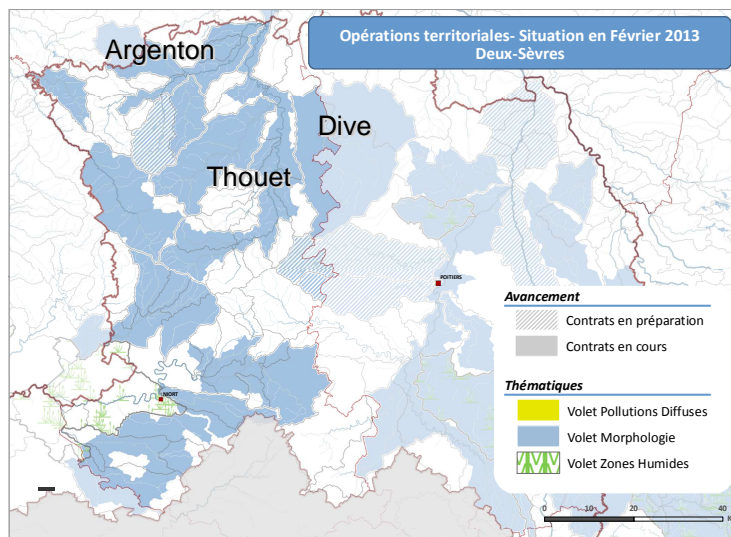 Opérations territoriales- Situation en Février 2013
Deux-Sèvres
Argenton
Dive
Thouet
POITIERS
NIORT
Avancement
Contrats en préparation
Contrats en cours
Thématiques
Volet Pollutions Diffuses
Volet Morphologie
Volet Zones Humides
0 10 20 40
K